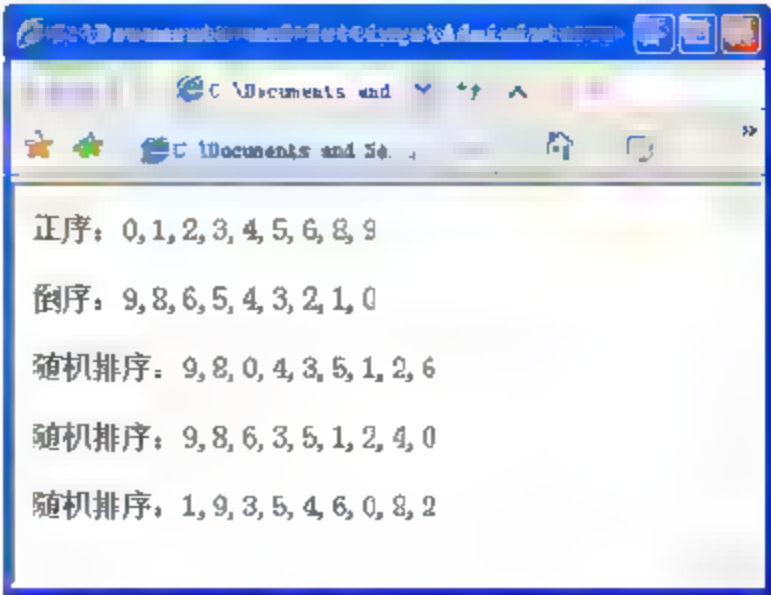 C:\Documents and
C:\Documents and Se...
正序：0,1,2,3,4,5,6,8,9
倒序：9,8,6,5,4,3,2,1,0
随机排序：9,8,0,4,3,5,1,2,6
随机排序：9,8,6,3,5,1,2,4,0
随机排序：1,9,3,5,4,6,0,8,2